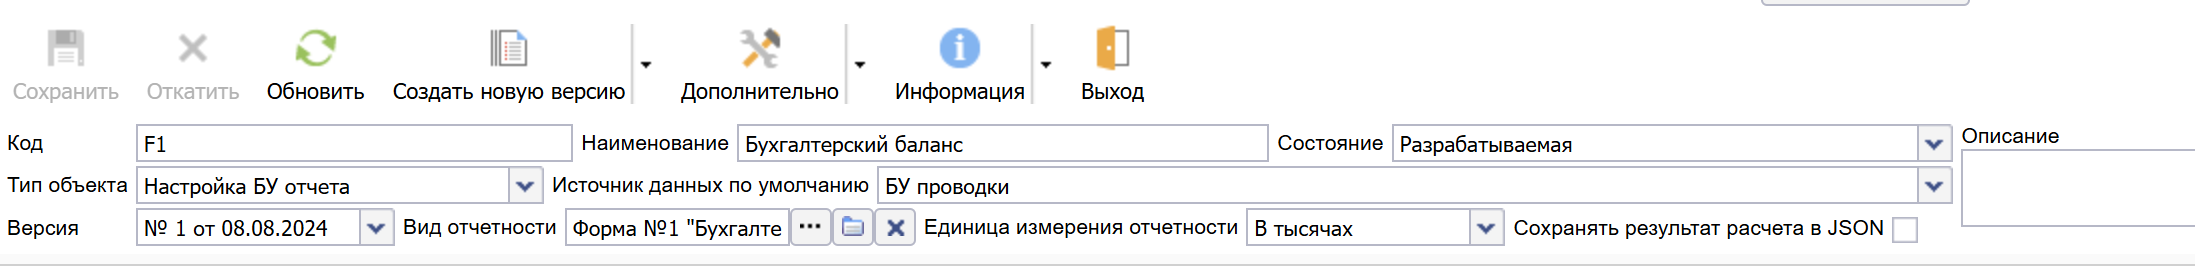 Сохранить Откатить Обновить Создать новую версию Дополнительно Информация Выход
Код F1 Наименование Бухгалтерский баланс Состояние Разрабатываемая Описание
Тип объекта Настройка БУ отчета Источник данных по умолчанию БУ проводки
Версия № 1 от 08.08.2024 Вид отчетности Форма №1 "Бухгалте ... Единица измерения отчетности В тысячах Сохранять результат расчета в JSON